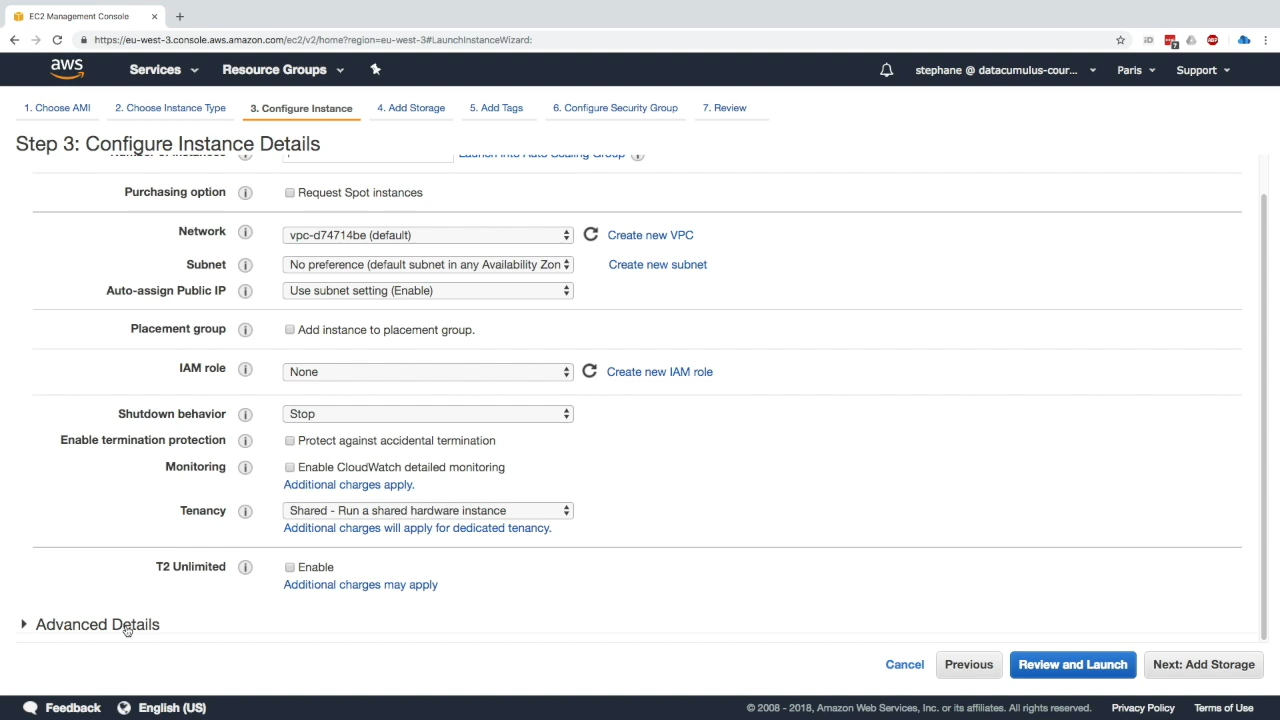 EC2 Management Console
https://eu-west-3.console.aws.amazon.com/ec2/v2/home?region=eu-west-3#LaunchInstanceWizard:
iD
7
ABP
aws Services Resource Groups stephane @ datacumulus-cour... Paris Support
1. Choose AMI 2. Choose Instance Type 3. Configure Instance 4. Add Storage 5. Add Tags 6. Configure Security Group 7. Review
Step 3: Configure Instance Details
Number of instances Launch into Auto Scaling Group
Purchasing option Request Spot instances
Network vpc-d74714be (default) Create new VPC
Subnet No preference (default subnet in any Availability Zon Create new subnet
Auto-assign Public IP Use subnet setting (Enable)
Placement group Add instance to placement group.
IAM role None Create new IAM role
Shutdown behavior Stop
Enable termination protection Protect against accidental termination
Monitoring Enable CloudWatch detailed monitoring
Additional charges apply.
Tenancy Shared - Run a shared hardware instance
Additional charges will apply for dedicated tenancy.
T2 Unlimited Enable
Additional charges may apply
Advanced Details
Cancel Previous Review and Launch Next: Add Storage
Feedback English (US) © 2008 - 2018, Amazon Web Services, Inc. or its affiliates. All rights reserved. Privacy Policy Terms of Use